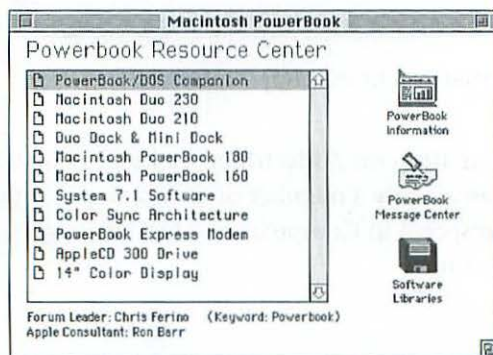 Macintosh PowerBook
Powerbook Resource Center
PowerBook/DOS Companion
Macintosh Duo 230
Macintosh Duo 210
Duo Dock & Mini Dock
Macintosh PowerBook 180
Macintosh PowerBook 160
System 7.1 Software
Color Sync Architecture
PowerBook Express Modem
AppleCD 300 Drive
14" Color Display
PowerBook
Information
PowerBook
Message Center
Software
Libraries
Forum Leader: Chris Ferino (Keyword: Powerbook)
Apple Consultant: Ron Barr